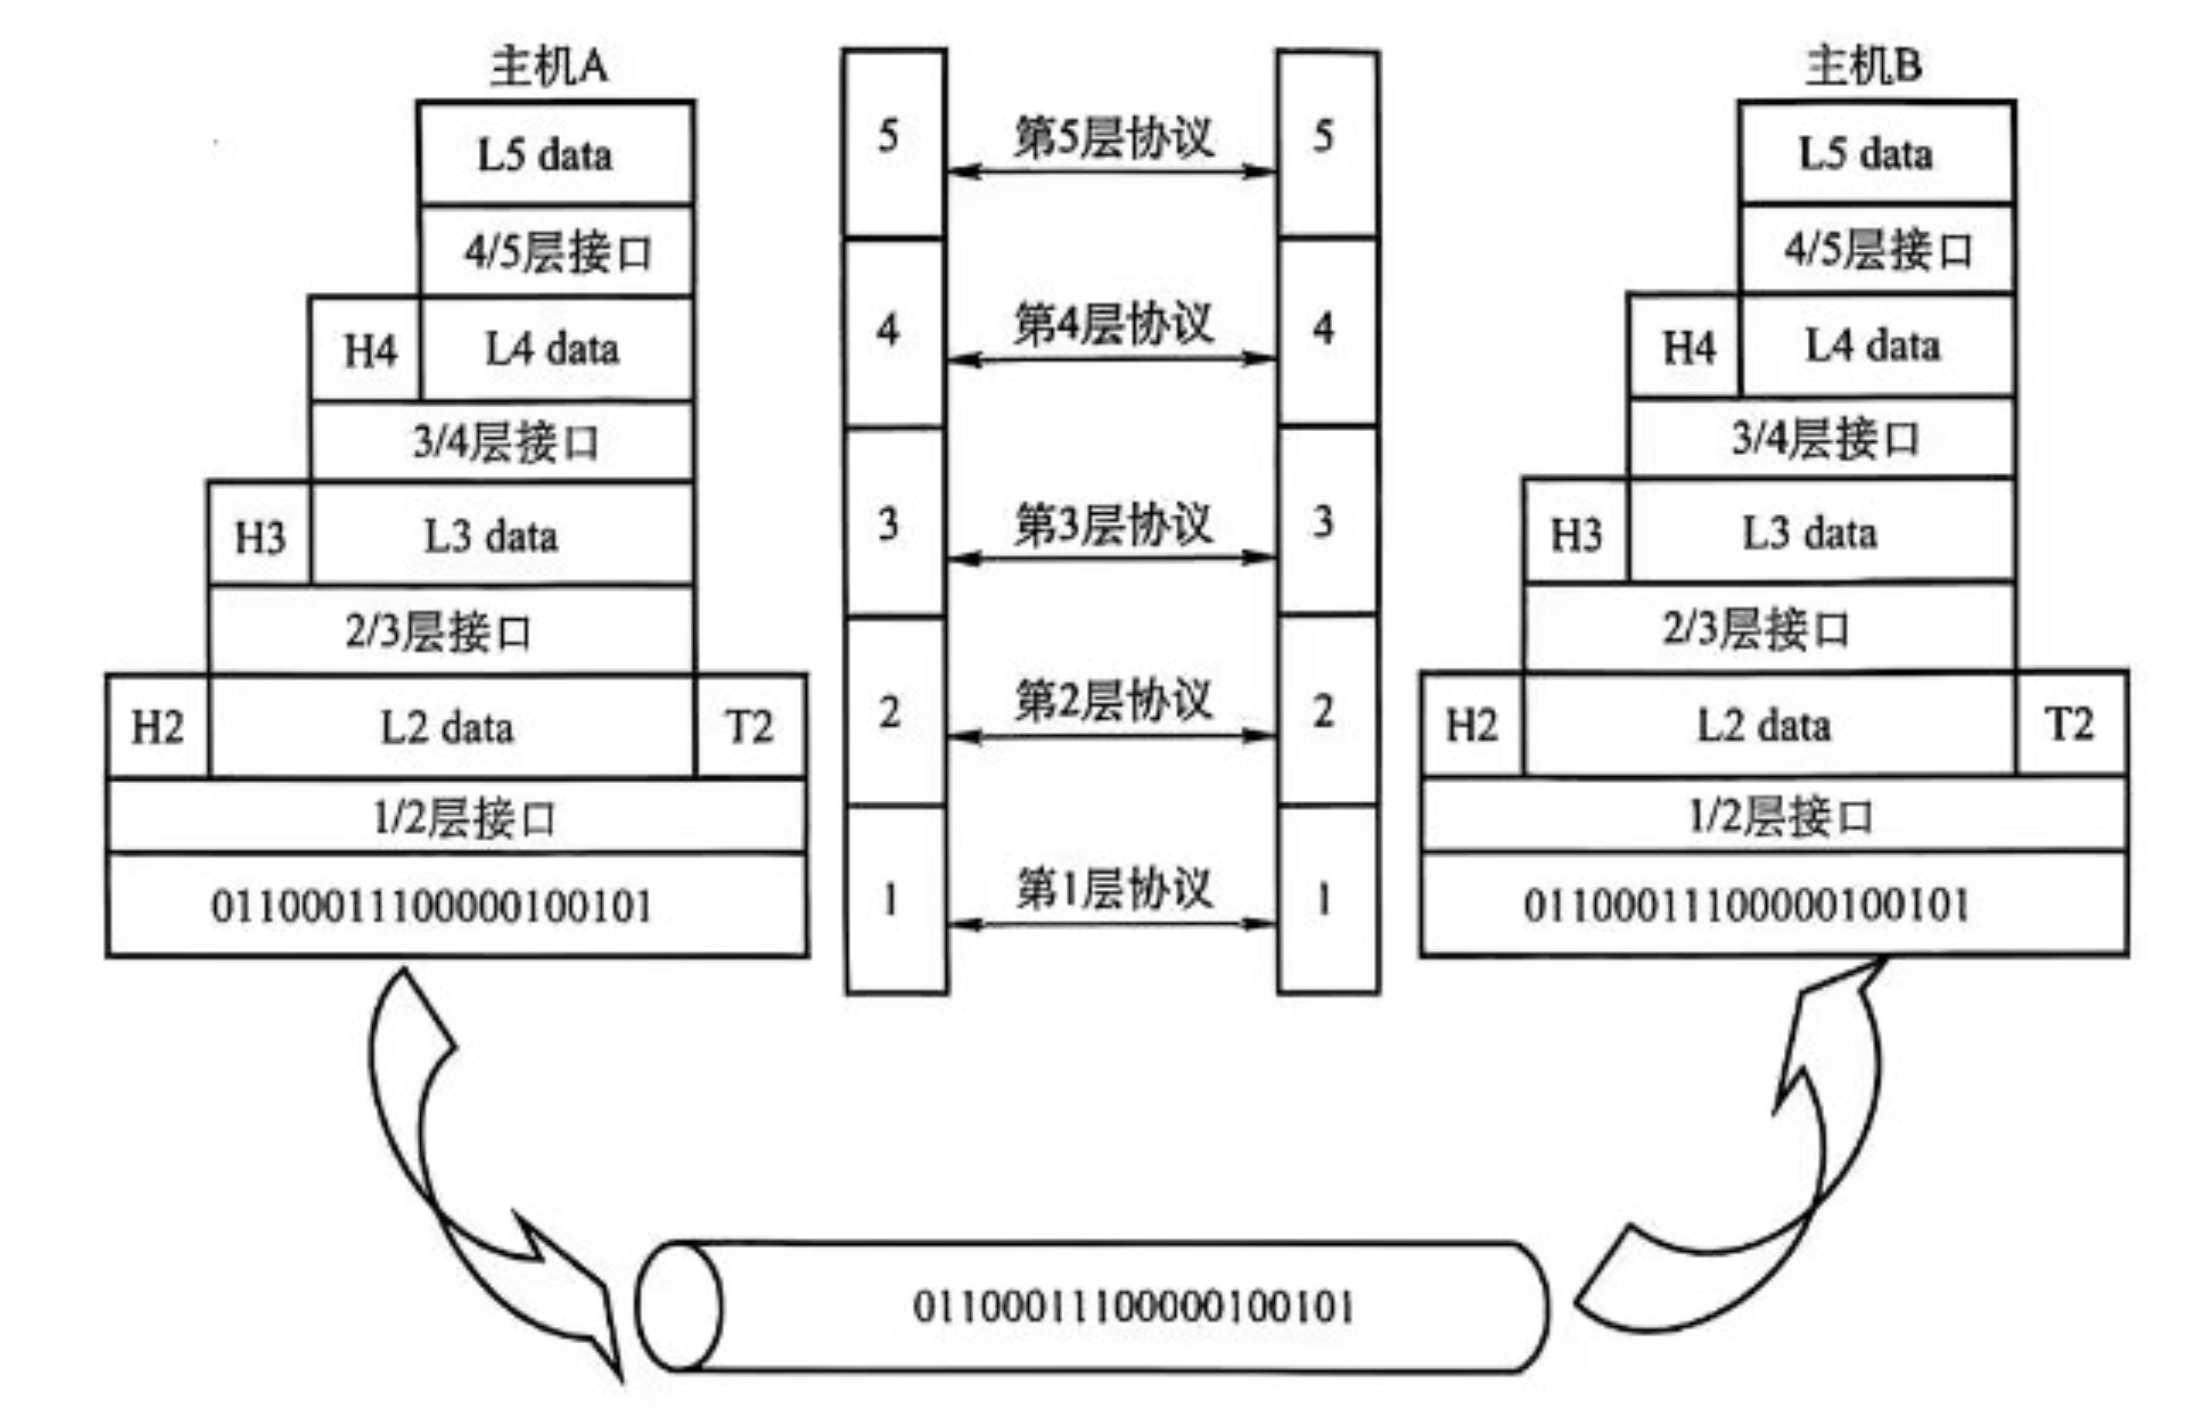 主机A
L5 data
4/5层接口
H4 L4 data
3/4层接口
H3 L3 data
2/3层接口
H2 L2 data T2
1/2层接口
01100011100000100101
5 第5层协议 5
4 第4层协议 4
3 第3层协议 3
2 第2层协议 2
1 第1层协议 1
主机B
L5 data
4/5层接口
H4 L4 data
3/4层接口
H3 L3 data
2/3层接口
H2 L2 data T2
1/2层接口
01100011100000100101
01100011100000100101